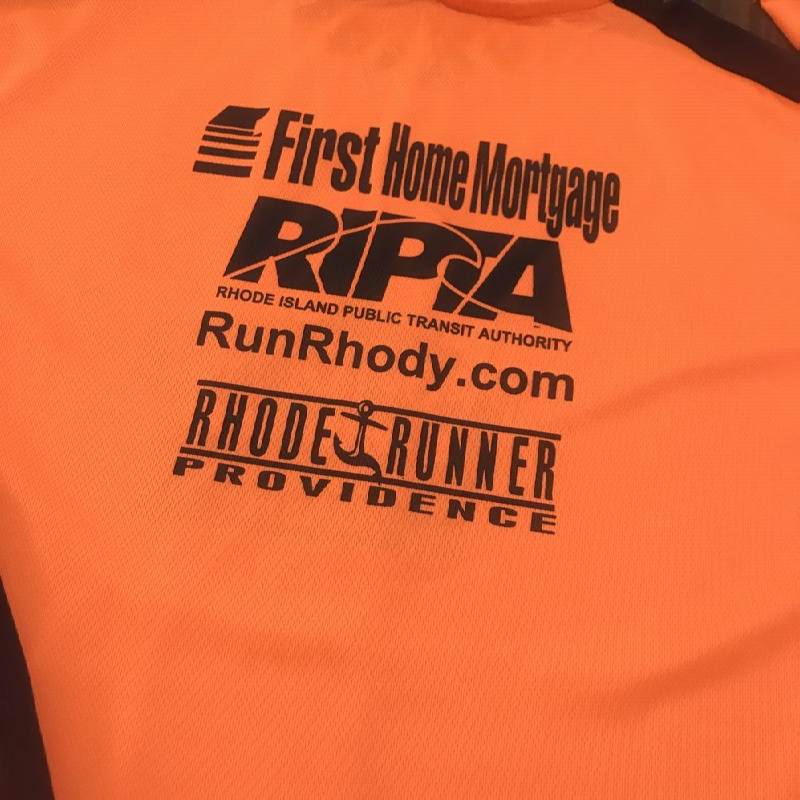 First Home Mortgage
RIPTA
RHODE ISLAND PUBLIC TRANSIT AUTHORITY
RunRhody.com
RHODE RUNNER
PROVIDENCE